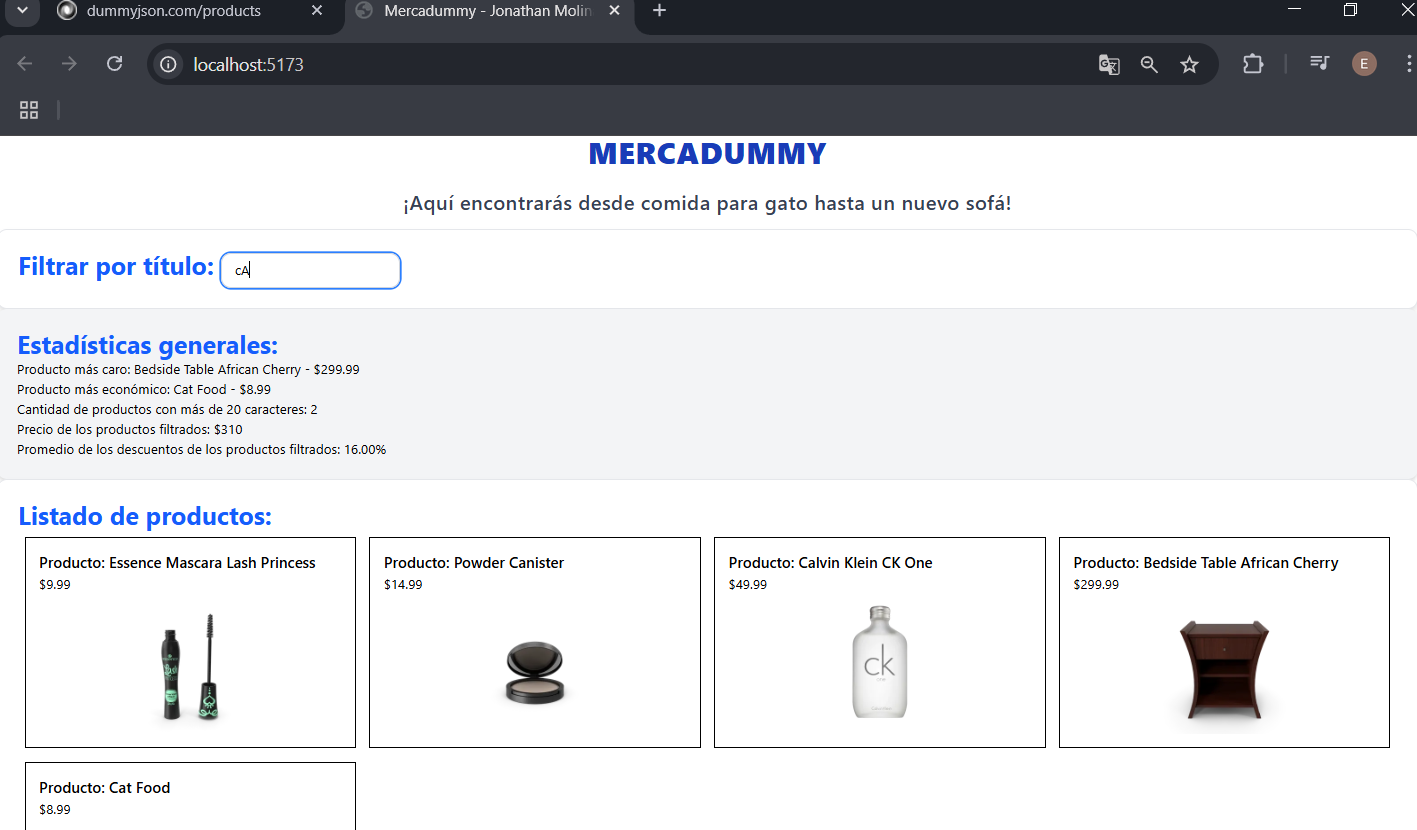 dummyjson.com/products
Mercadummy - Jonathan Molin
localhost:5173
E
MERCADUMMY
¡Aquí encontrarás desde comida para gato hasta un nuevo sofá!
Filtrar por título: cA
Estadísticas generales:
Producto más caro: Bedside Table African Cherry - $299.99
Producto más económico: Cat Food - $8.99
Cantidad de productos con más de 20 caracteres: 2
Precio de los productos filtrados: $310
Promedio de los descuentos de los productos filtrados: 16.00%
Listado de productos:
Producto: Essence Mascara Lash Princess
$9.99
Producto: Powder Canister
$14.99
Producto: Calvin Klein CK One
$49.99
ck
one
Producto: Bedside Table African Cherry
$299.99
Producto: Cat Food
$8.99